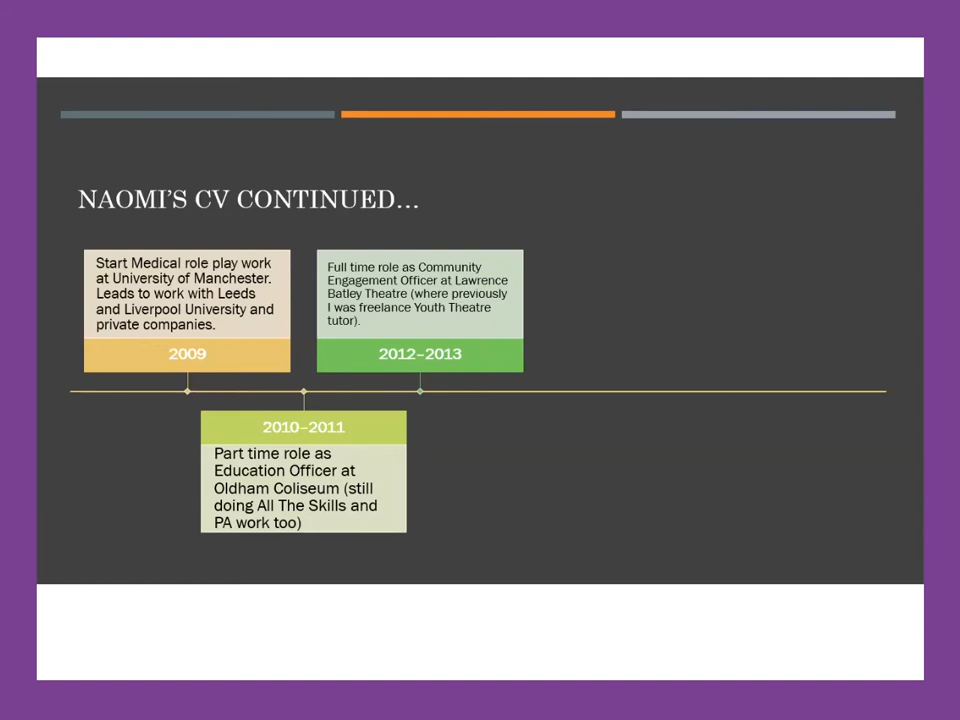 NAOMI'S CV CONTINUED…
Start Medical role play work
at University of Manchester.
Leads to work with Leeds
and Liverpool University and
private companies.
2009
Full time role as Community
Engagement Officer at Lawrence
Batley Theatre (where previously
I was freelance Youth Theatre
tutor).
2012–2013
2010–2011
Part time role as
Education Officer at
Oldham Coliseum (still
doing All The Skills and
PA work too)